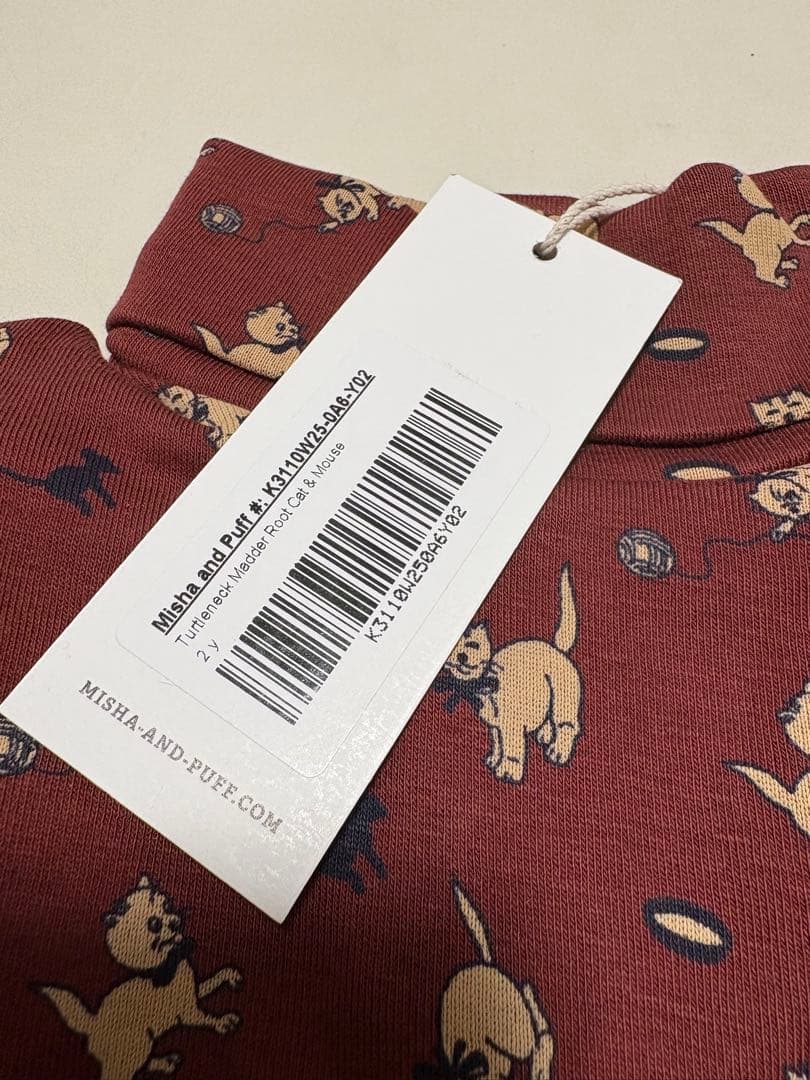 Misha and Puff #: K3110W25-0A6-Y02
Turtleneck Madder Root Cat & Mouse
2 y
K3110W250A6Y02
MISHA-AND-PUFF.COM